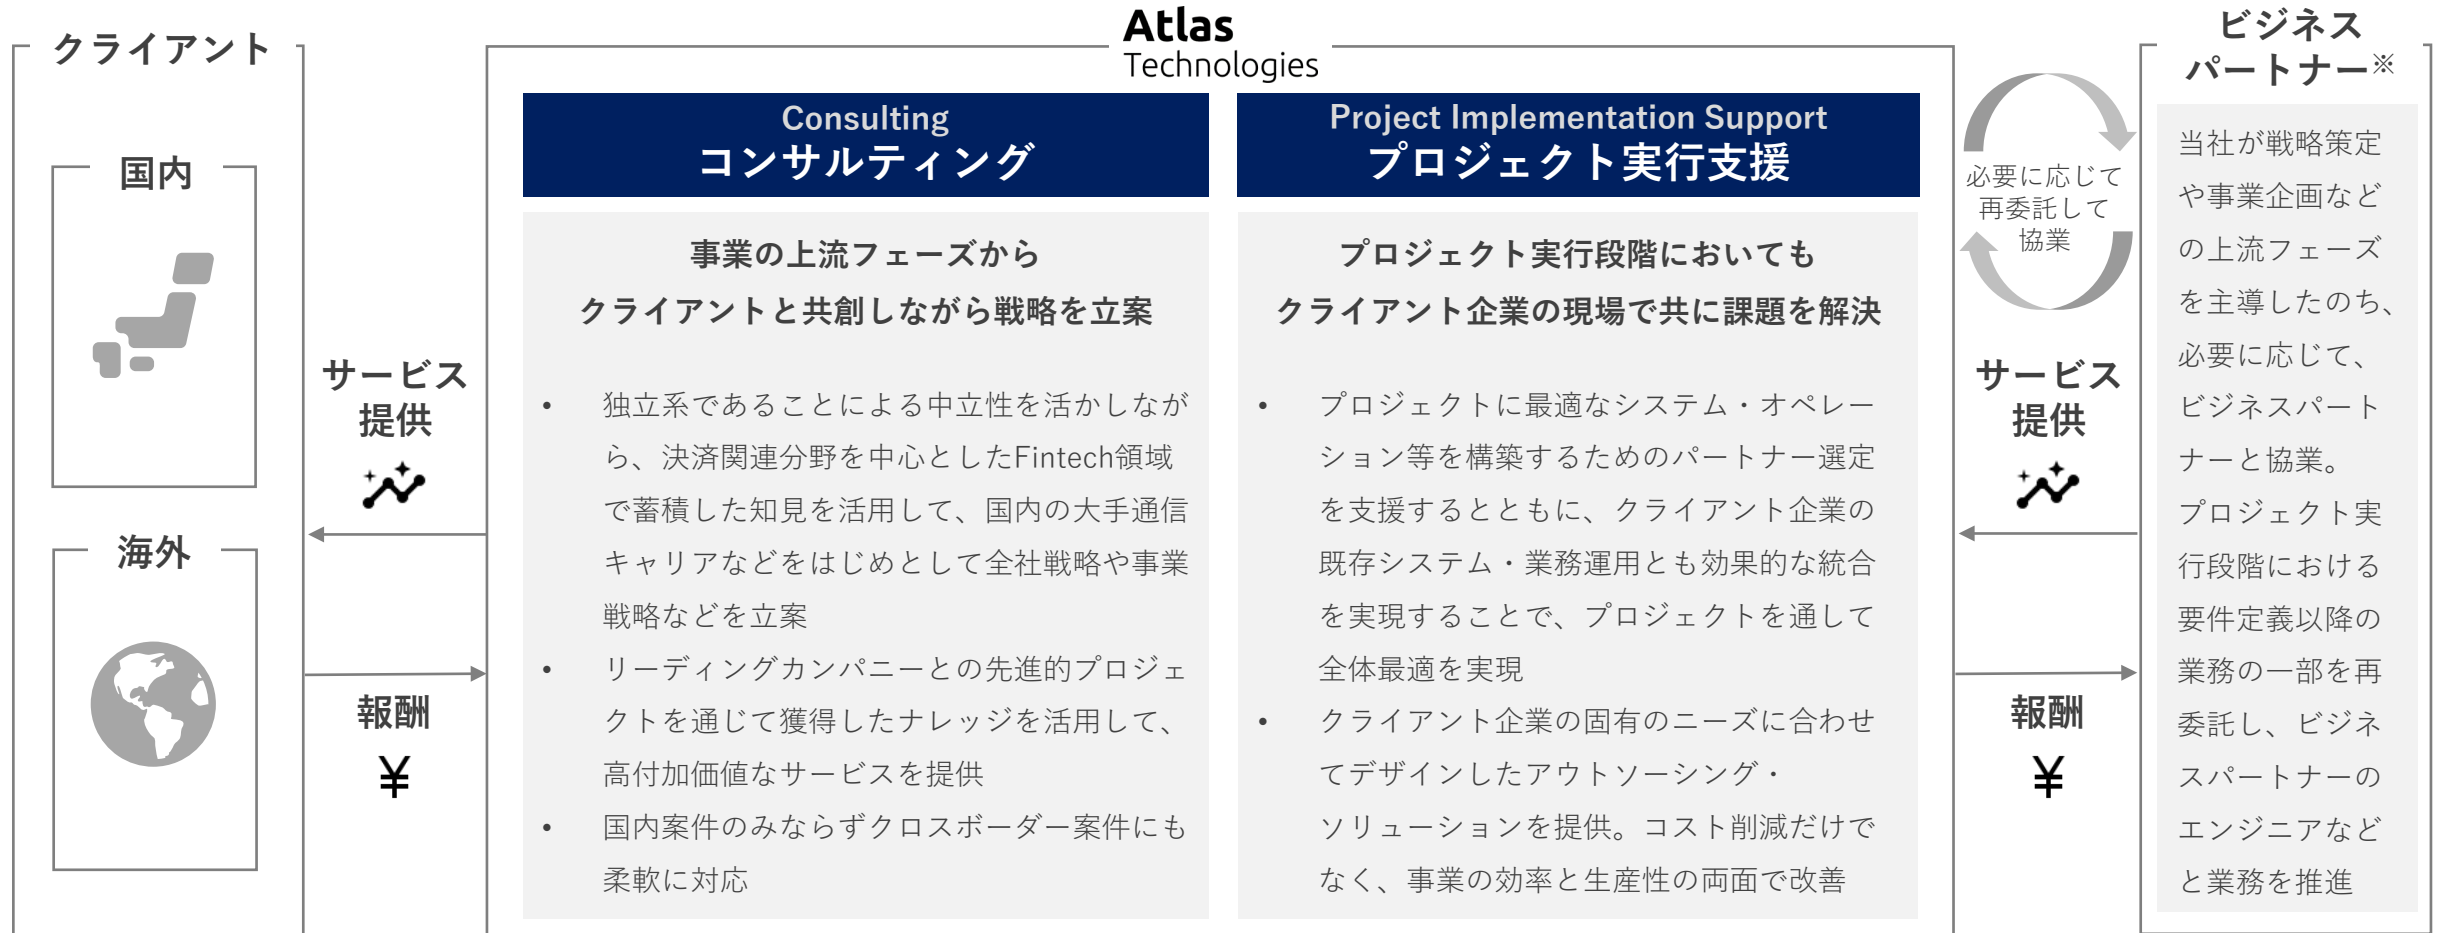 クライアント
国内
海外
サービス
提供
報酬
¥
Atlas
Technologies
Consulting
コンサルティング
事業の上流フェーズから
クライアントと共創しながら戦略を立案
• 独立系であることによる中立性を活かしなが
ら、決済関連分野を中心としたFintech領域
で蓄積した知見を活用して、国内の大手通信
キャリアなどをはじめとして全社戦略や事業
戦略などを立案
• リーディングカンパニーとの先進的プロジェ
クトを通じて獲得したナレッジを活用して、
高付加価値なサービスを提供
• 国内案件のみならずクロスボーダー案件にも
柔軟に対応
Project Implementation Support
プロジェクト実行支援
プロジェクト実行段階においても
クライアント企業の現場で共に課題を解決
• プロジェクトに最適なシステム・オペレー
ション等を構築するためのパートナー選定
を支援するとともに、クライアント企業の
既存システム・業務運用とも効果的な統合
を実現することで、プロジェクトを通して
全体最適を実現
• クライアント企業の固有のニーズに合わせ
てデザインしたアウトソーシング・
ソリューションを提供。コスト削減だけで
なく、事業の効率と生産性の両面で改善
必要に応じて
再委託して
協業
サービス
提供
報酬
¥
ビジネス
パートナー※
当社が戦略策定
や事業企画など
の上流フェーズ
を主導したのち、
必要に応じて、
ビジネスパート
ナーと協業。
プロジェクト実
行段階における
要件定義以降の
業務の一部を再
委託し、ビジネ
スパートナーの
エンジニアなど
と業務を推進